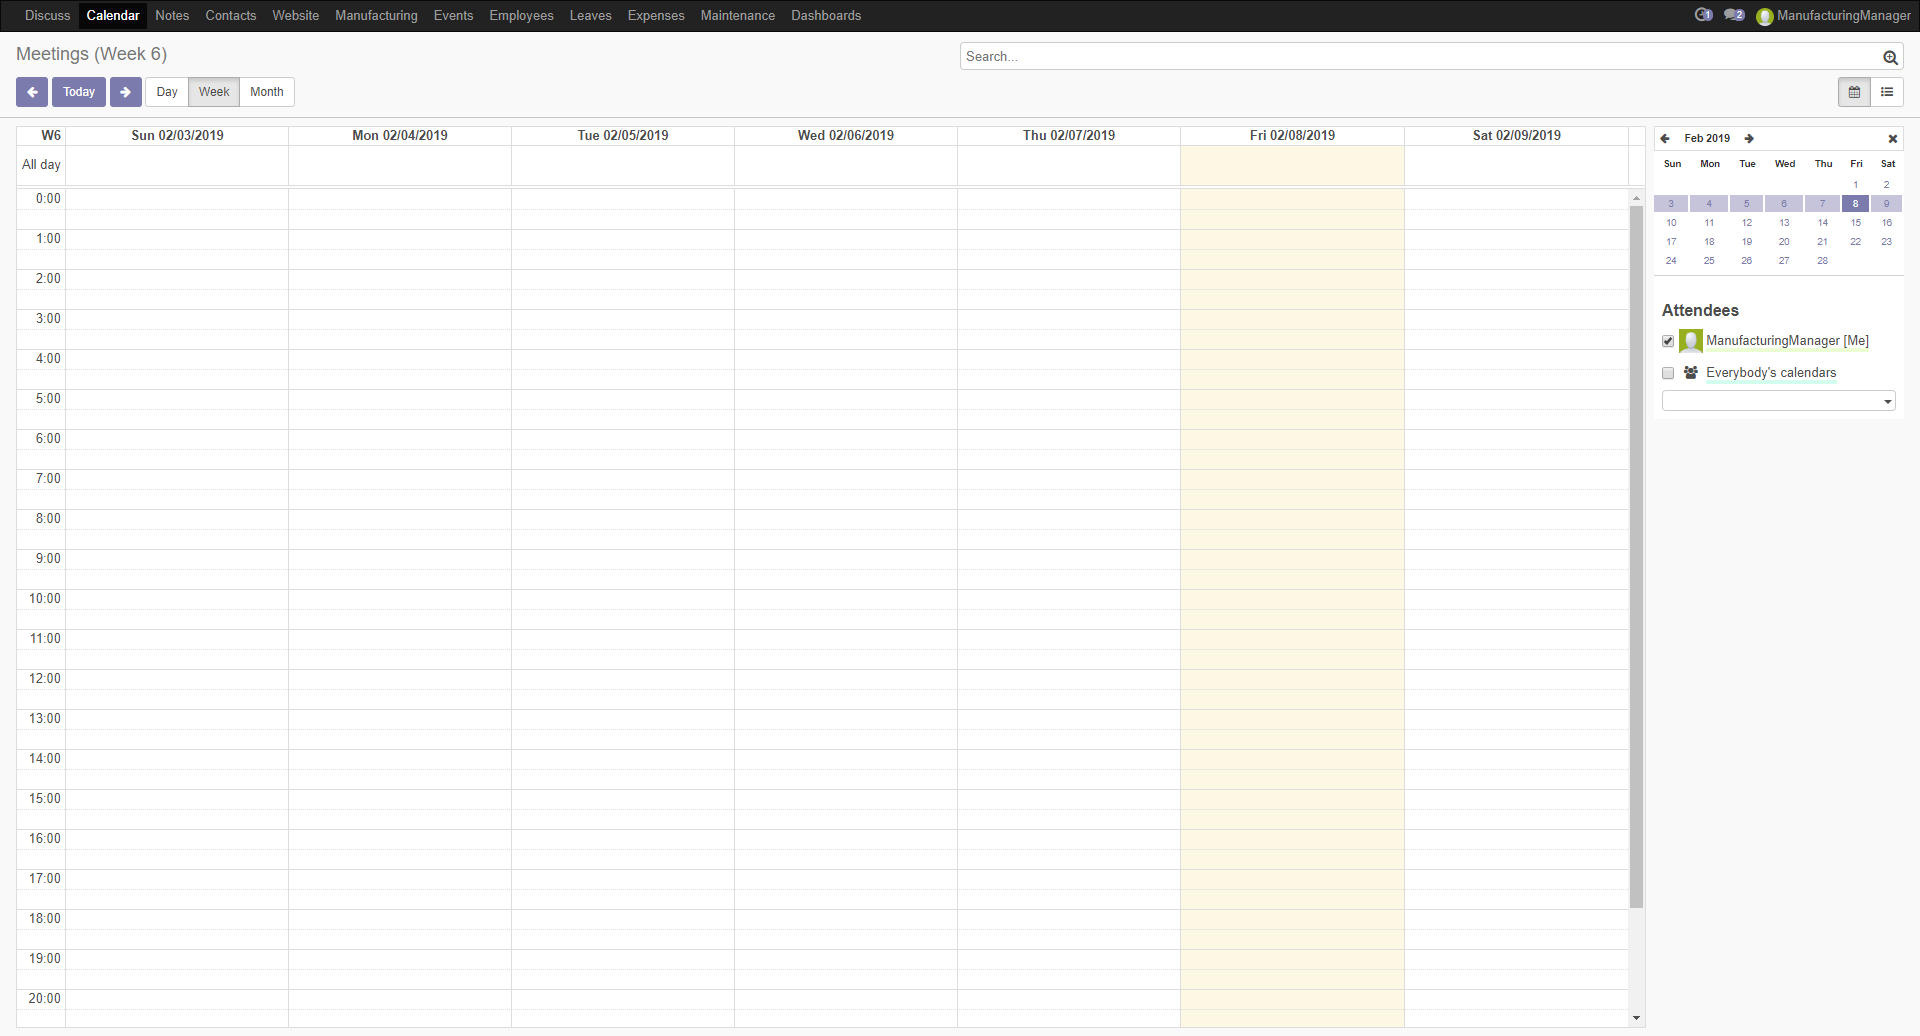 Discuss Calendar Notes Contacts Website Manufacturing Events Employees Leaves Expenses Maintenance Dashboards 1 2 ManufacturingManager
Meetings (Week 6)
Search...
Today Day Week Month
W6 Sun 02/03/2019 Mon 02/04/2019 Tue 02/05/2019 Wed 02/06/2019 Thu 02/07/2019 Fri 02/08/2019 Sat 02/09/2019
All day
0:00
1:00
2:00
3:00
4:00
5:00
6:00
7:00
8:00
9:00
10:00
11:00
12:00
13:00
14:00
15:00
16:00
17:00
18:00
19:00
20:00
Feb 2019
Sun Mon Tue Wed Thu Fri Sat
1 2
3 4 5 6 7 8 9
10 11 12 13 14 15 16
17 18 19 20 21 22 23
24 25 26 27 28
Attendees
ManufacturingManager [Me]
Everybody's calendars